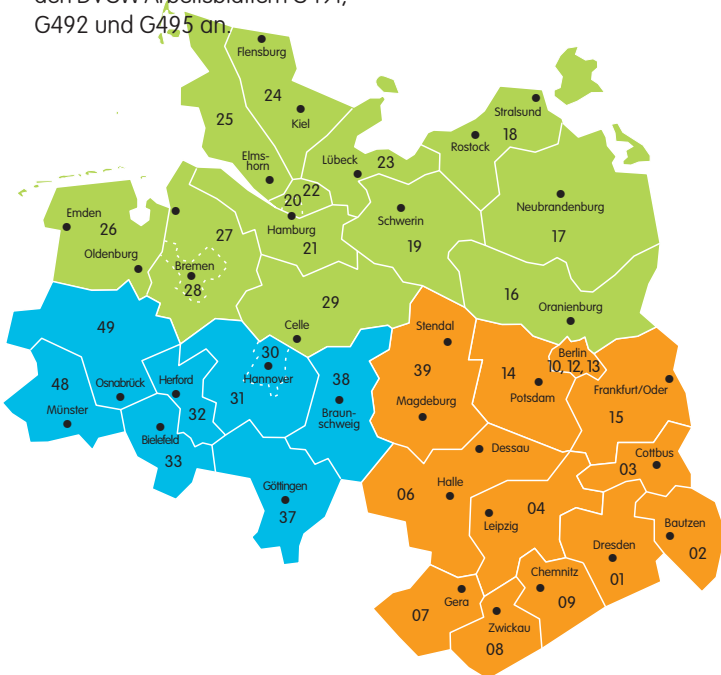 G492 und G495 an.
Flensburg
24
25
Kiel
Stralsund
18
Rostock
Elms-
horn
Lübeck
23
22
20
Hamburg
21
Schwerin
19
Neubrandenburg
17
Emden
26
Oldenburg
27
Bremen
28
29
Celle
16
Oranienburg
49
48
Osnabrück
Münster
Herford
32
Bielefeld
33
30
Hannover
31
38
Braun-
schweig
Göttingen
37
Stendal
39
Magdeburg
14
Potsdam
Berlin
10, 12, 13
Frankfurt/Oder
15
Dessau
Cottbus
03
06
Halle
04
Leipzig
Bautzen
02
Dresden
01
Chemnitz
09
Gera
07
Zwickau
08